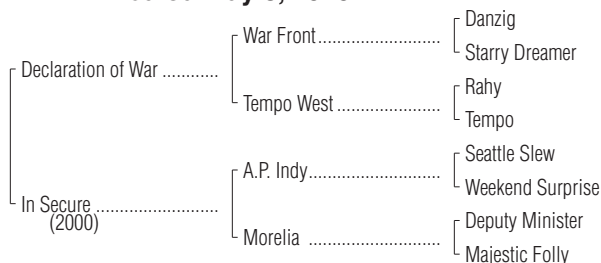 Danzig
War Front........................
Starry Dreamer
Declaration of War ...........
Rahy
Tempo West ....................
Tempo
Seattle Slew
A.P. Indy..........................
Weekend Surprise
In Secure ........................
(2000)
Deputy Minister
Morelia ..........................
Majestic Folly